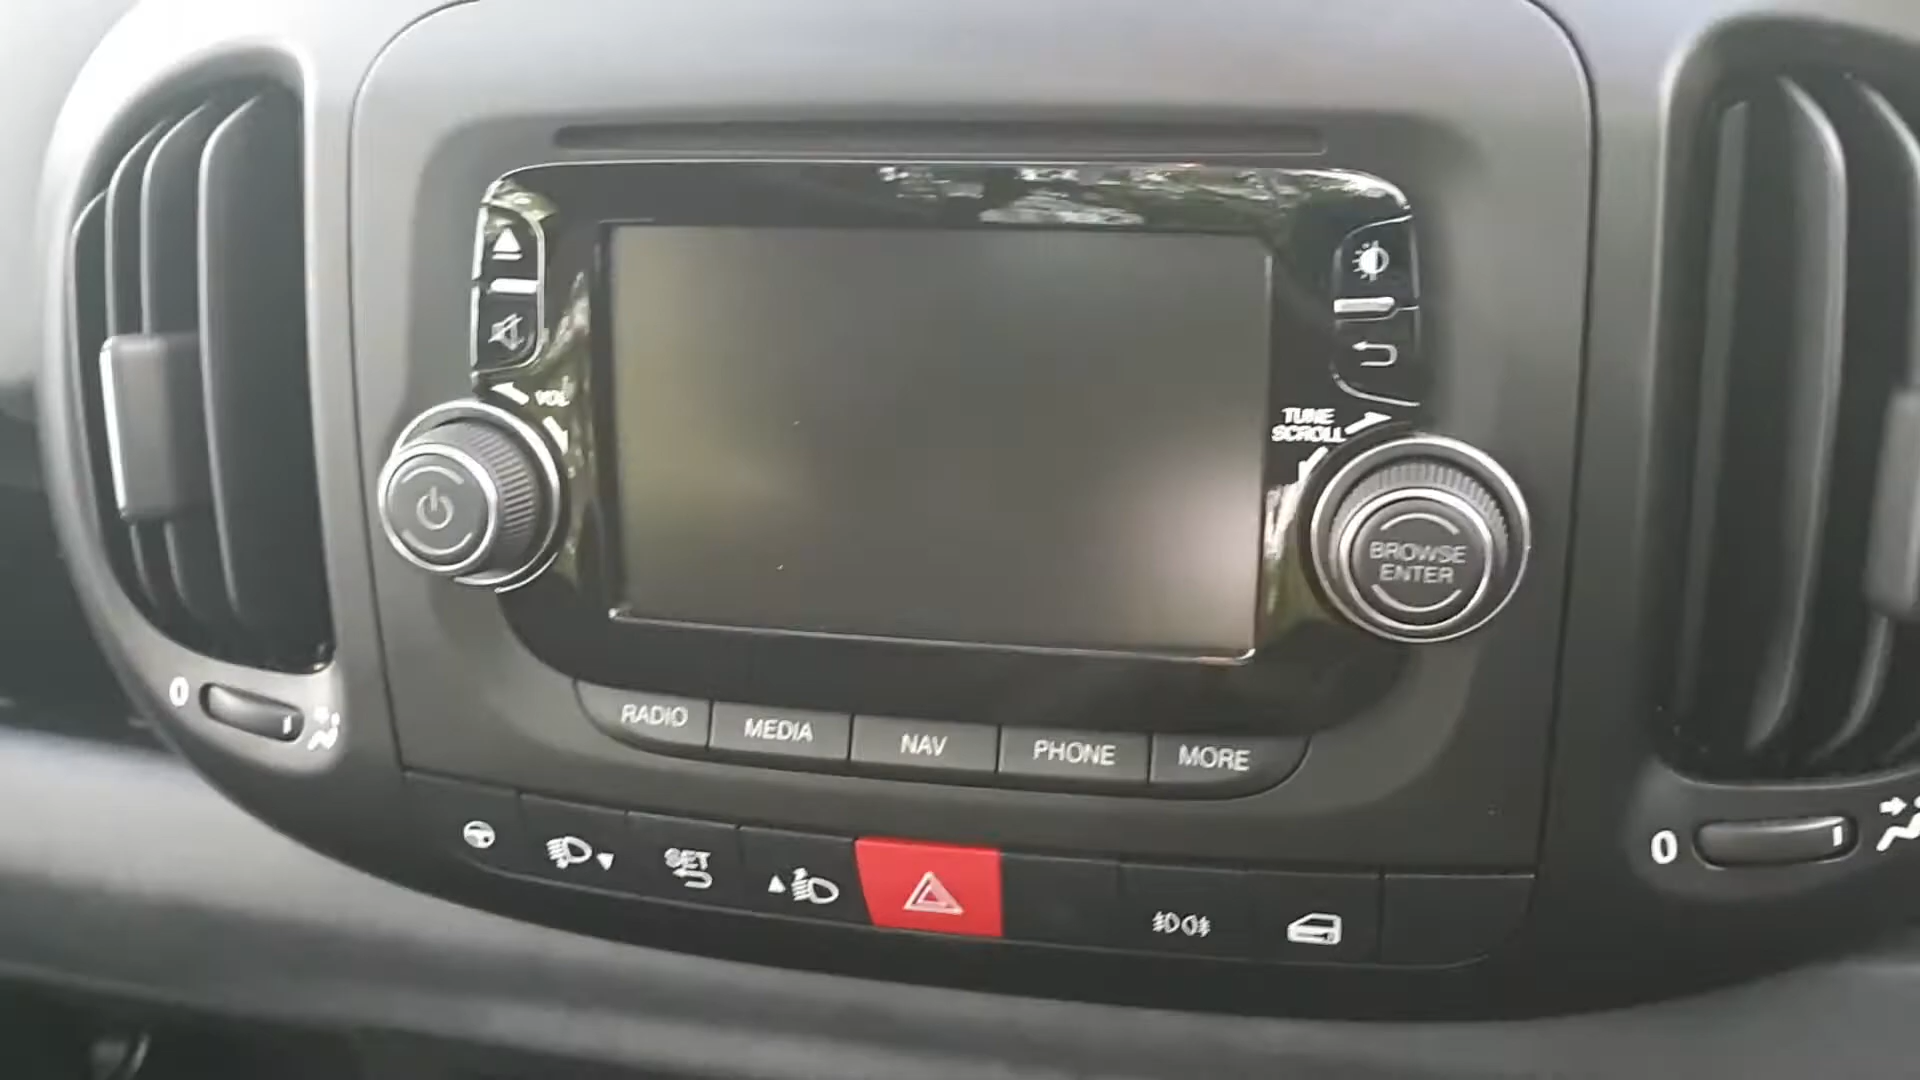 VOL
TUNE
SCROLL
BROWSE
ENTER
0
RADIO
MEDIA
NAV
PHONE
MORE
SET
0